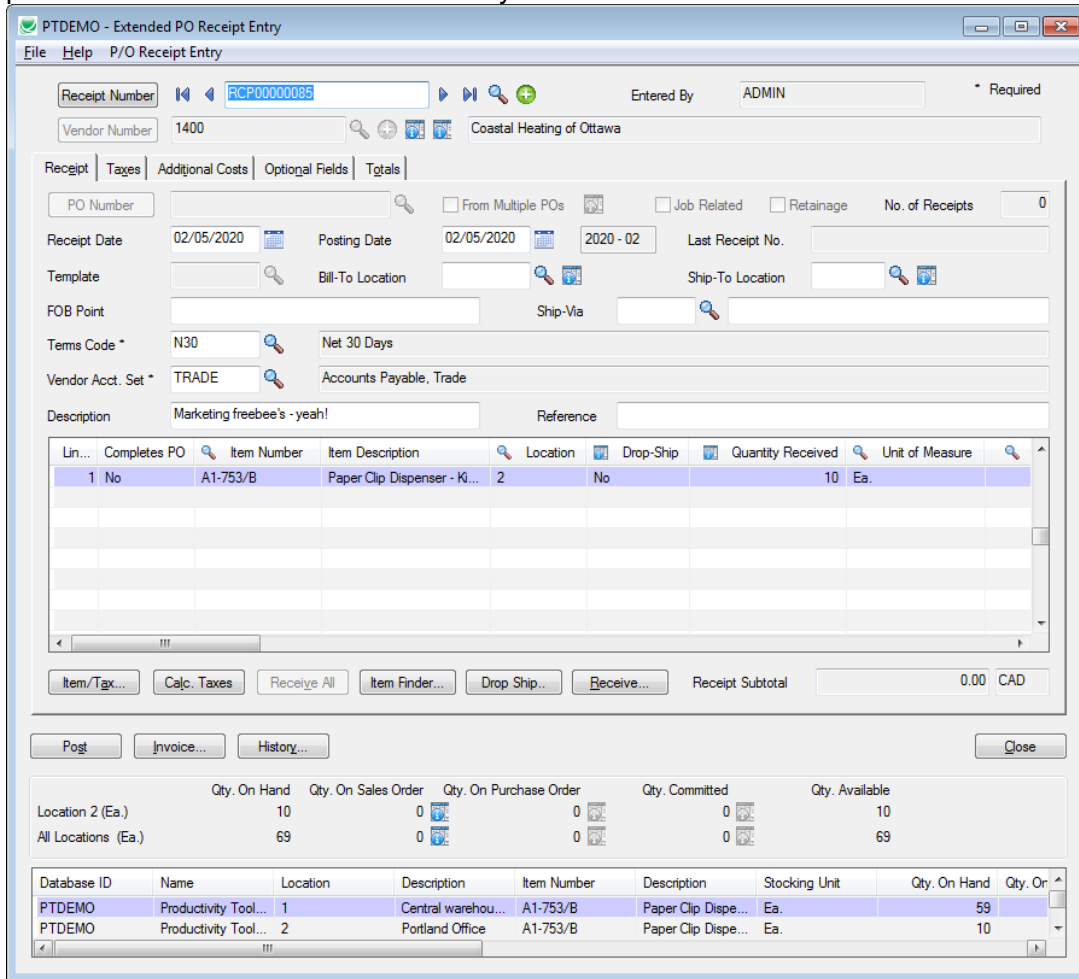 PTDEMO - Extended PO Receipt Entry
File Help P/O Receipt Entry
Receipt Number RCP00000085 Entered By ADMIN * Required
Vendor Number 1400 Coastal Heating of Ottawa
Receipt Taxes Additional Costs Optional Fields Totals
PO Number From Multiple POs Job Related Retainage No. of Receipts 0
Receipt Date 02/05/2020 Posting Date 02/05/2020 2020 - 02 Last Receipt No.
Template Bill-To Location Ship-To Location
FOB Point Ship-Via
Terms Code * N30 Net 30 Days
Vendor Acct. Set * TRADE Accounts Payable, Trade
Description Marketing freebee's - yeah! Reference
Lin... Completes PO Item Number Item Description Location Drop-Ship Quantity Received Unit of Measure
1 No A1-753/B Paper Clip Dispenser - Ki... 2 No 10 Ea.
Item/Tax... Calc. Taxes Receive All Item Finder... Drop Ship.. Receive... Receipt Subtotal 0.00 CAD
Post Invoice... History... Close
Qty. On Hand Qty. On Sales Order Qty. On Purchase Order Qty. Committed Qty. Available
Location 2 (Ea.) 10 0 0 0 10
All Locations (Ea.) 69 0 0 0 69
Database ID Name Location Description Item Number Description Stocking Unit Qty. On Hand Qty. Or
PTDEMO Productivity Tool... 1 Central warehou... A1-753/B Paper Clip Dispe... Ea. 59
PTDEMO Productivity Tool... 2 Portland Office A1-753/B Paper Clip Dispe... Ea. 10